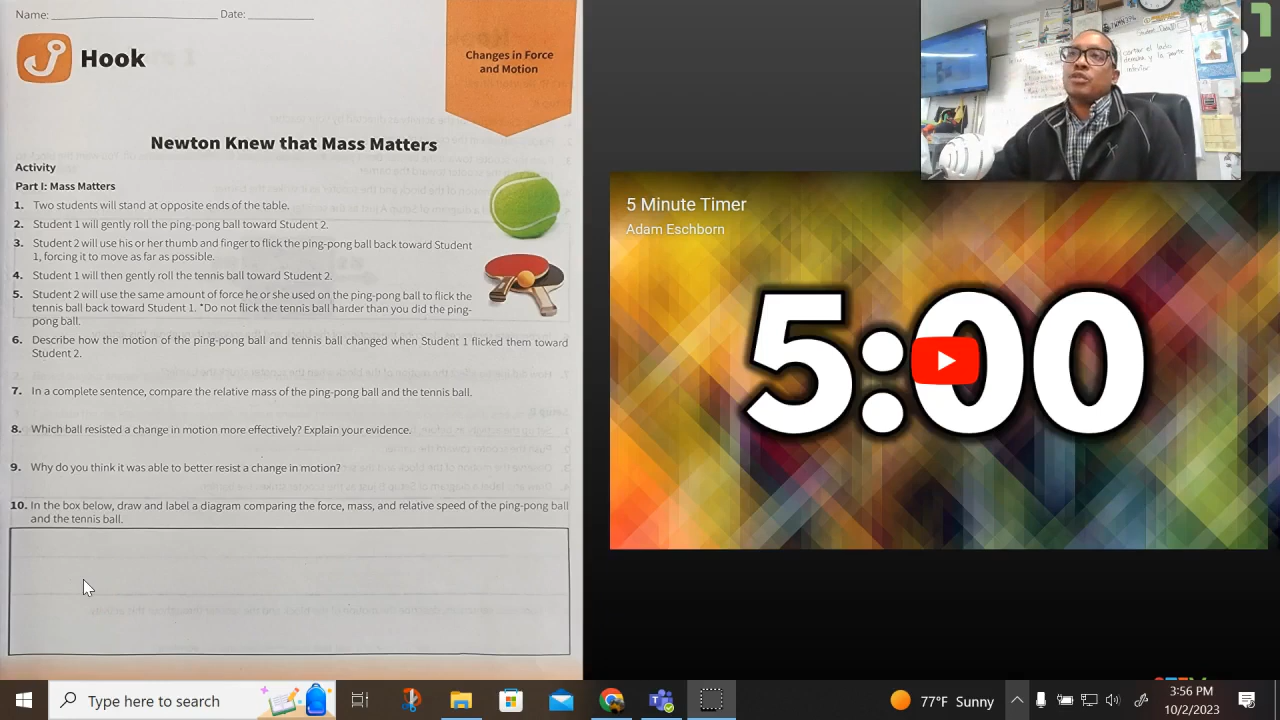 Name: ____________________ Date: __________
Hook
Changes in Force
and Motion
Newton Knew that Mass Matters
Activity
Part I: Mass Matters
1. Two students will stand at opposite ends of the table.
2. Student 1 will gently roll the ping-pong ball toward Student 2.
3. Student 2 will use his or her thumb and finger to flick the ping-pong ball back toward Student
1, forcing it to move as far as possible.
4. Student 1 will then gently roll the tennis ball toward Student 2.
5. Student 2 will use the same amount of force he or she used on the ping-pong ball to flick the
tennis ball back toward Student 1. *Do not flick the tennis ball harder than you did the ping-
pong ball.
6. Describe how the motion of the ping-pong ball and tennis ball changed when Student 1 flicked them toward
Student 2.
7. In a complete sentence, compare the relative mass of the ping-pong ball and the tennis ball.
8. Which ball resisted a change in motion more effectively? Explain your evidence.
9. Why do you think it was able to better resist a change in motion?
10. In the box below, draw and label a diagram comparing the force, mass, and relative speed of the ping-pong ball
and the tennis ball.
cortar el lado
derecha y la parte
inferior
5 Minute Timer
Adam Eschborn
5:00
Type here to search
77°F Sunny
3:56 PM
10/2/2023